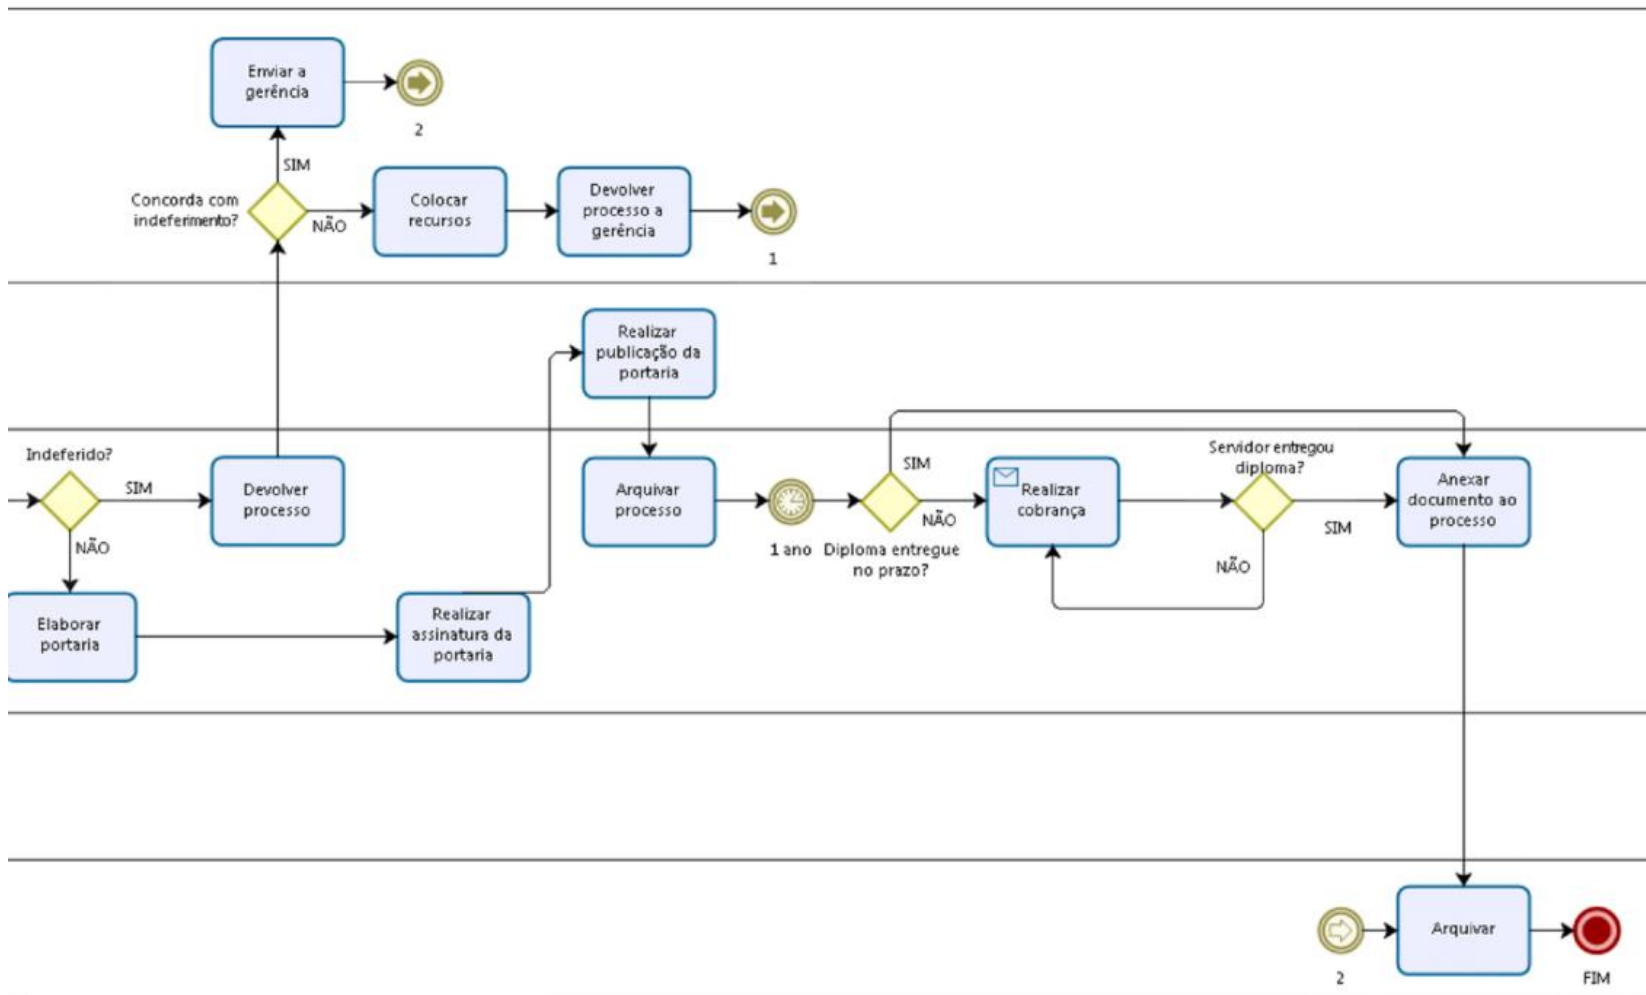 Enviar a
gerência
2
SIM
Concorda com
indeferimento?
NÃO
Colocar
recursos
Devolver
processo a
gerência
1
Realizar
publicação da
portaria
Indeferido?
SIM
NÃO
Devolver
processo
Elaborar
portaria
Realizar
assinatura da
portaria
Arquivar
processo
1 ano
SIM
NÃO
Diploma entregue
no prazo?
Realizar
cobrança
Servidor entregou
diploma?
SIM
NÃO
Anexar
documento ao
processo
2
Arquivar
FIM